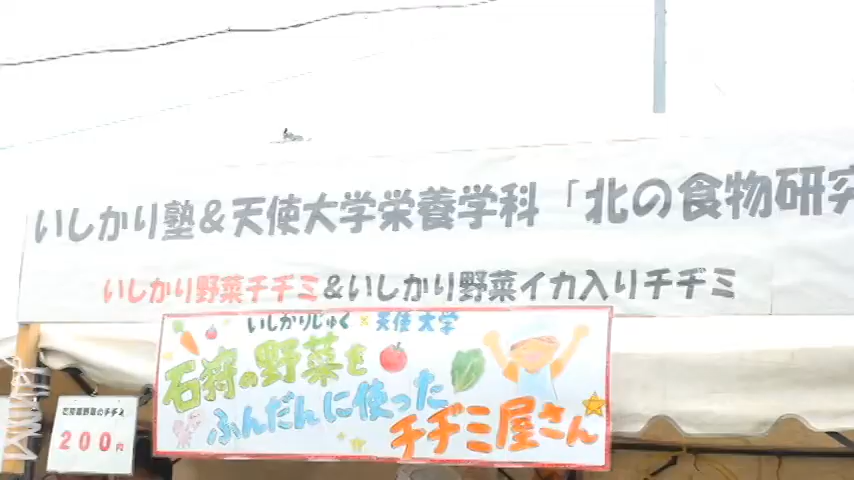 いしかり塾&天使大学栄養学科「北の食物研究
いしかり野菜チヂミ&いしかり野菜イカ入りチヂミ
いしかりじゅく×天使大学
石狩の野菜を
ふんだんに使った
チヂミ屋さん
200円